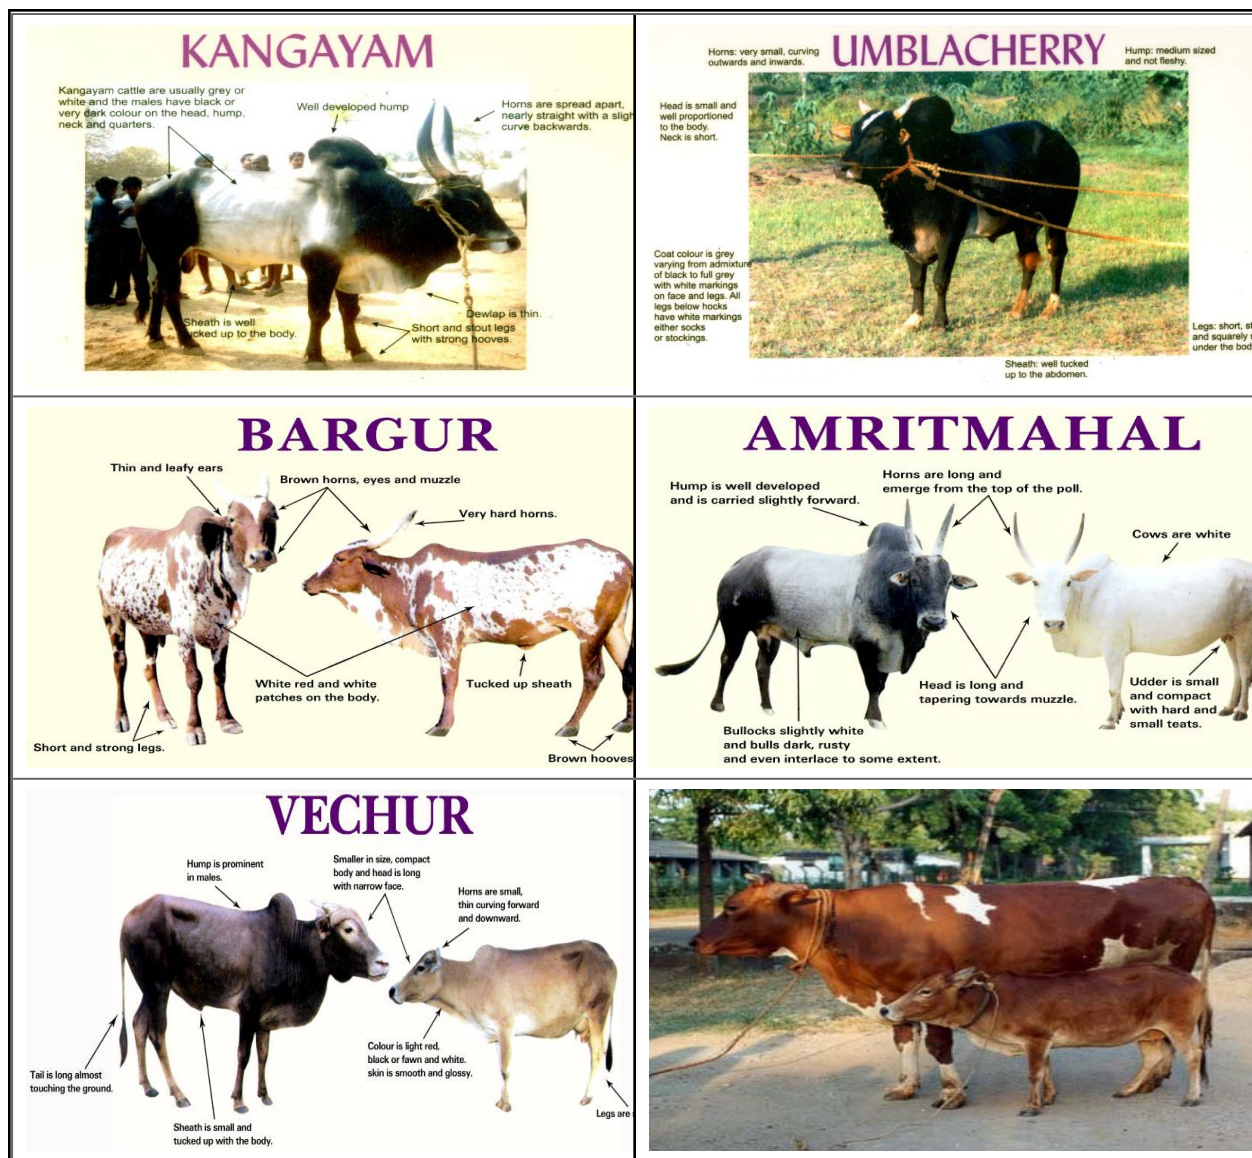 KANGAYAM
Kangayam cattle are usually grey or
white and the males have black or
very dark colour on the head, hump,
neck and quarters.
Well developed hump
Horns are spread apart,
nearly straight with a
curve backwards.
Dewlap is thin.
Sheath is well
tucked up to the body.
Short and stout legs
with strong hooves.
UMBLACHERRY
Horns: very small, curving
outwards and inwards.
Hump: medium sized
and not fleshy.
Head is small and
well proportioned
to the body.
Neck is short.
Coat colour is grey
varying from admixture
of black to full grey
with white markings
on face and legs. All
legs below hocks
have white markings
either socks
or stockings.
Legs: short,
and squarely
under the
Sheath: well tucked
up to the abdomen.
BARGUR
Thin and leafy ears
Brown horns, eyes and muzzle
Very hard horns.
White red and white
patches on the body.
Tucked up sheath
Short and strong legs.
Brown hooves
AMRITMAHAL
Hump is well developed
and is carried slightly forward.
Horns are long and
emerge from the top of the poll.
Cows are white
Head is long and
tapering towards muzzle.
Udder is small
and compact
with hard and
small teats.
Bullocks slightly white
and bulls dark, rusty
and even interlace to some extent.
VECHUR
Hump is prominent
in males.
Smaller in size, compact
body and head is long
with narrow face.
Horns are small,
thin curving forward
and downward.
Colour is light red,
black or fawn and white.
skin is smooth and glossy.
Tail is long almost
touching the ground.
Legs are
Sheath is small and
tucked up with the body.